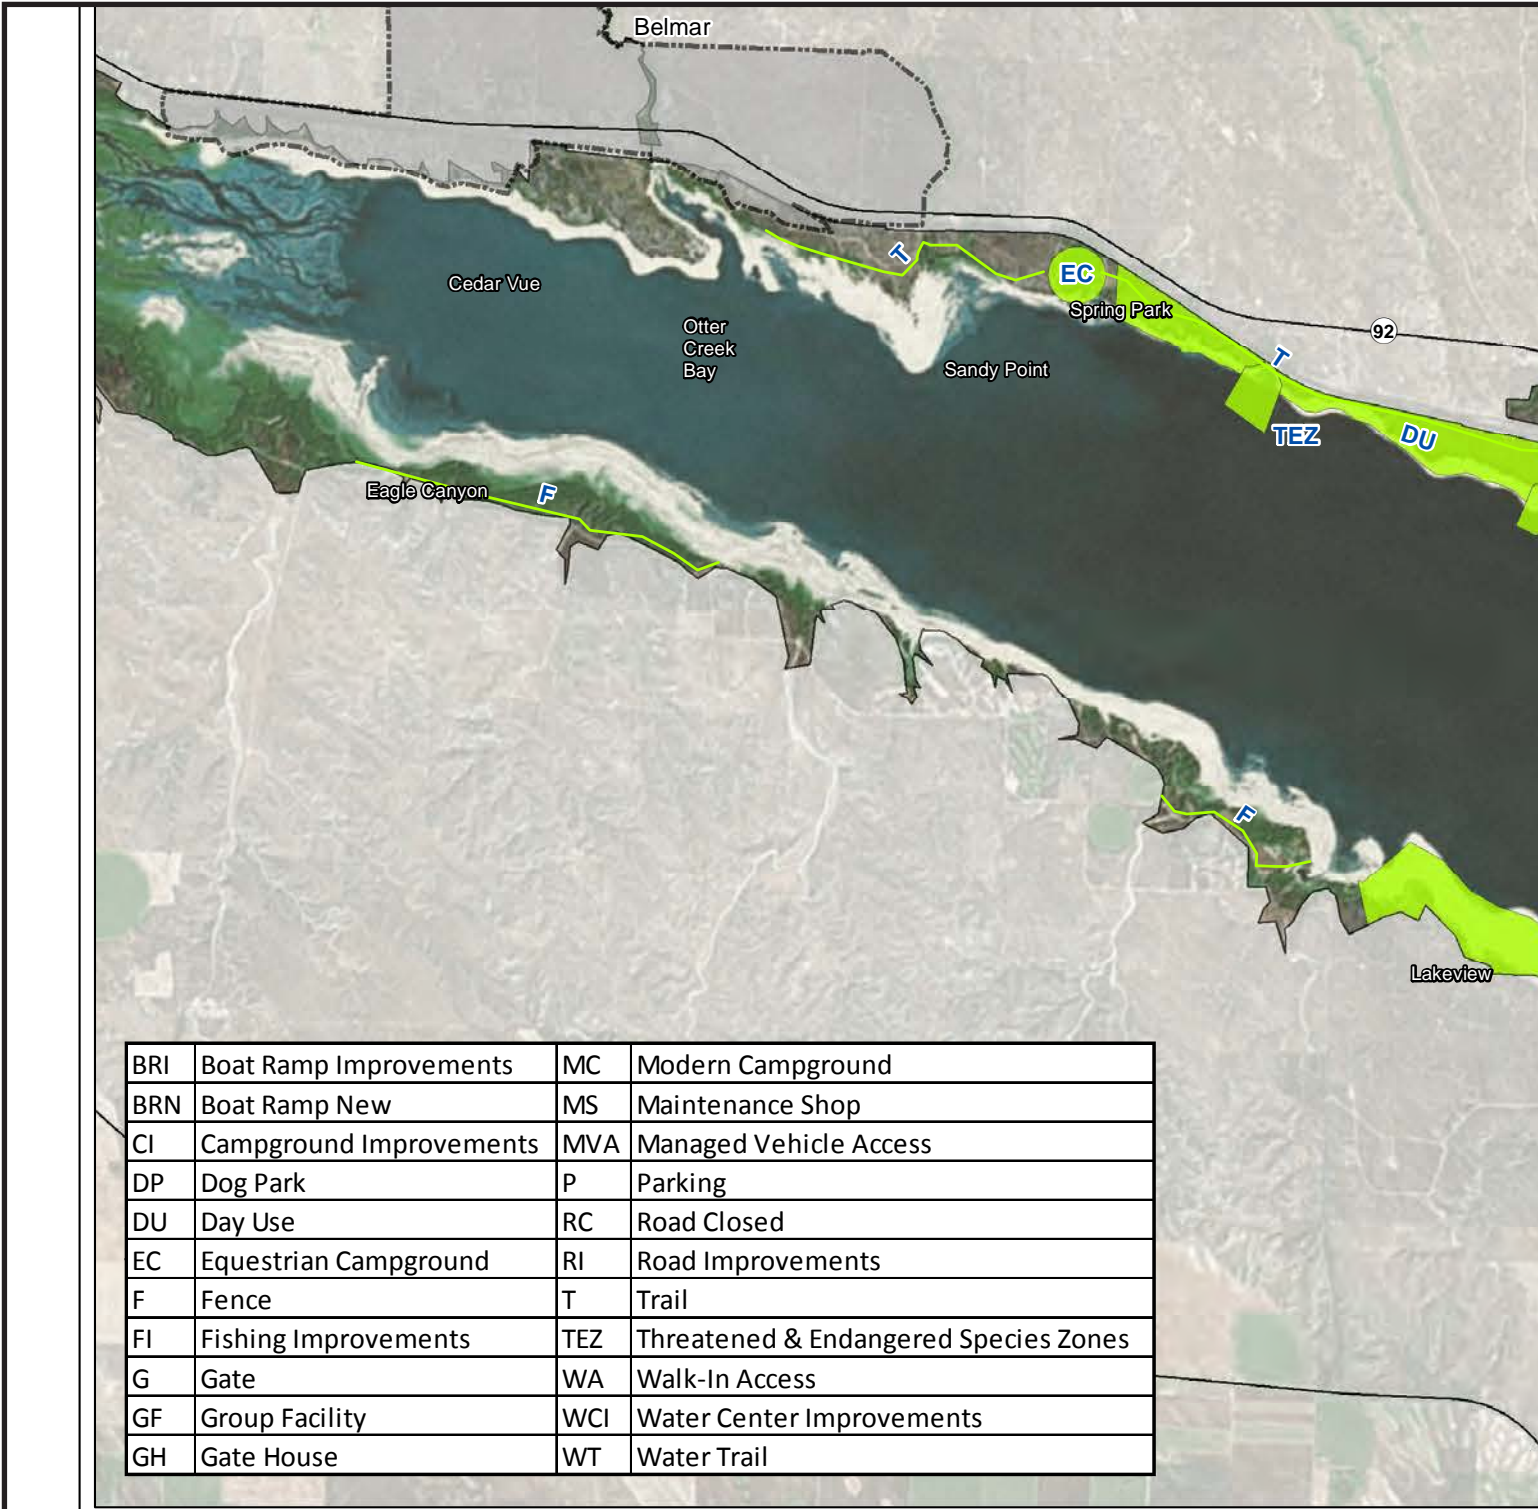 Belmar
Cedar Vue
Otter
Creek
Bay
T
EC
Spring Park
92
Sandy Point
T
TEZ
DU
Eagle Canyon
F
F
Lakeview
BRI Boat Ramp Improvements MC Modern Campground
BRN Boat Ramp New MS Maintenance Shop
CI Campground Improvements MVA Managed Vehicle Access
DP Dog Park P Parking
DU Day Use RC Road Closed
EC Equestrian Campground RI Road Improvements
F Fence T Trail
FI Fishing Improvements TEZ Threatened & Endangered Species Zones
G Gate WA Walk-In Access
GF Group Facility WCI Water Center Improvements
GH Gate House WT Water Trail